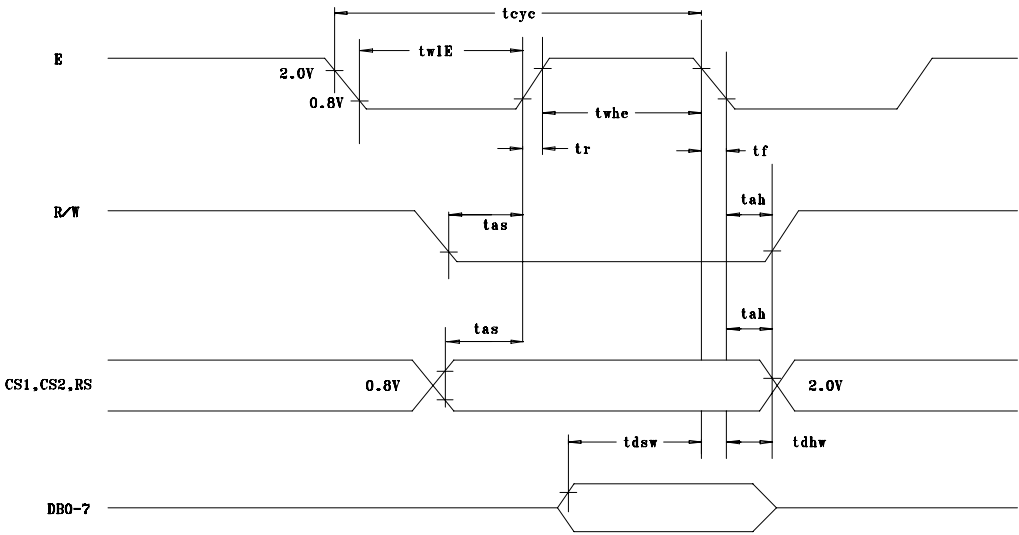 tcyc
E
twlE
2.0V
0.8V
twhe
tr
tf
R/W
tas
tah
tas
tah
CS1.CS2.RS
0.8V
2.0V
tdsw
tdhw
DB0-7